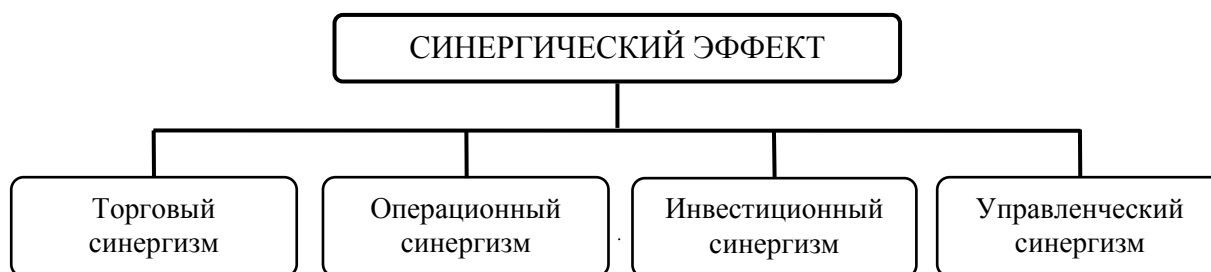 СИНЕРГИЧЕСКИЙ ЭФФЕКТ
Торговый
синергизм
Операционный
синергизм
Инвестиционный
синергизм
Управленческий
синергизм